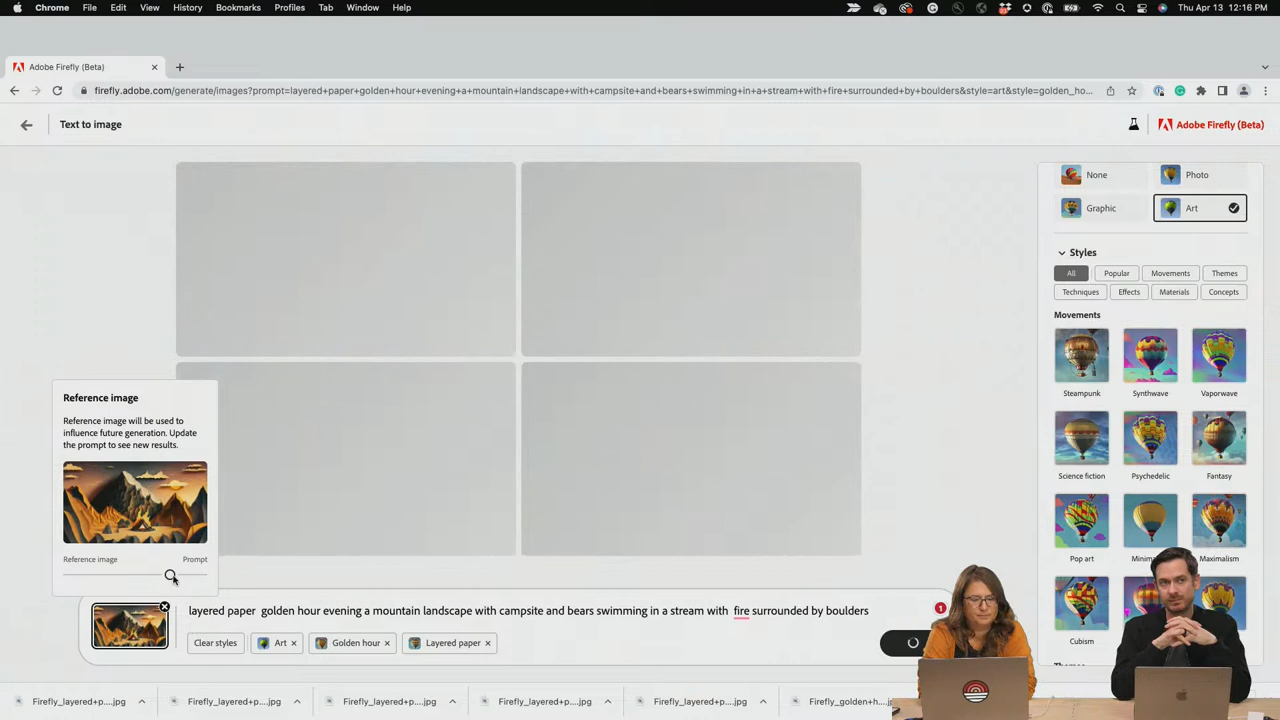 Chrome File Edit View History Bookmarks Profiles Tab Window Help Thu Apr 13 12:16 PM
Adobe Firefly (Beta)
firefly.adobe.com/generate/images?prompt=layered+paper+golden+hour+evening+a+mountain+landscape+with+campsite+and+bears+swimming+in+a+stream+with+fire+surrounded+by+boulders&style=art&style=golden_ho...
Text to image Adobe Firefly (Beta)
None Photo
Graphic Art
Styles
All Popular Movements Themes
Techniques Effects Materials Concepts
Movements
Steampunk Synthwave Vaporwave
Science fiction Psychedelic Fantasy
Pop art Maximalism
Cubism
Reference image
Reference image will be used to
influence future generation. Update
the prompt to see new results.
Reference image Prompt
layered paper golden hour evening a mountain landscape with campsite and bears swimming in a stream with fire surrounded by boulders
1
Clear styles Art Golden hour Layered paper
Firefly_layered+p....jpg Firefly_layered+p....jpg Firefly_layered+p....jpg Firefly_layered+p....jpg Firefly_layered+p....jpg